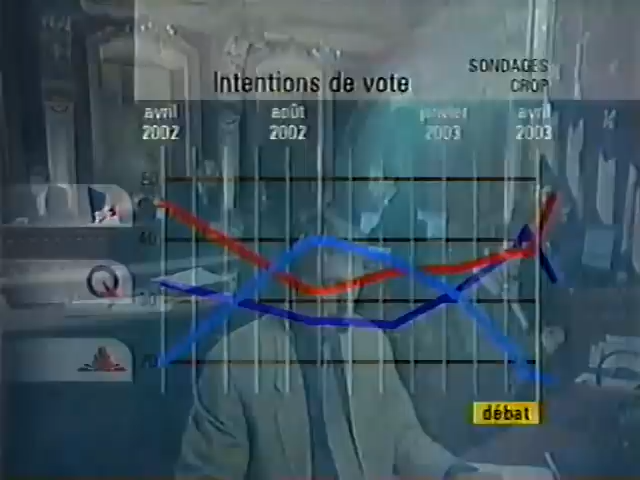 SONDAGES
CROP
Intentions de vote
avril
2002
août
2002
janvier
2003
avril
2003
50
40
30
20
Q
débat